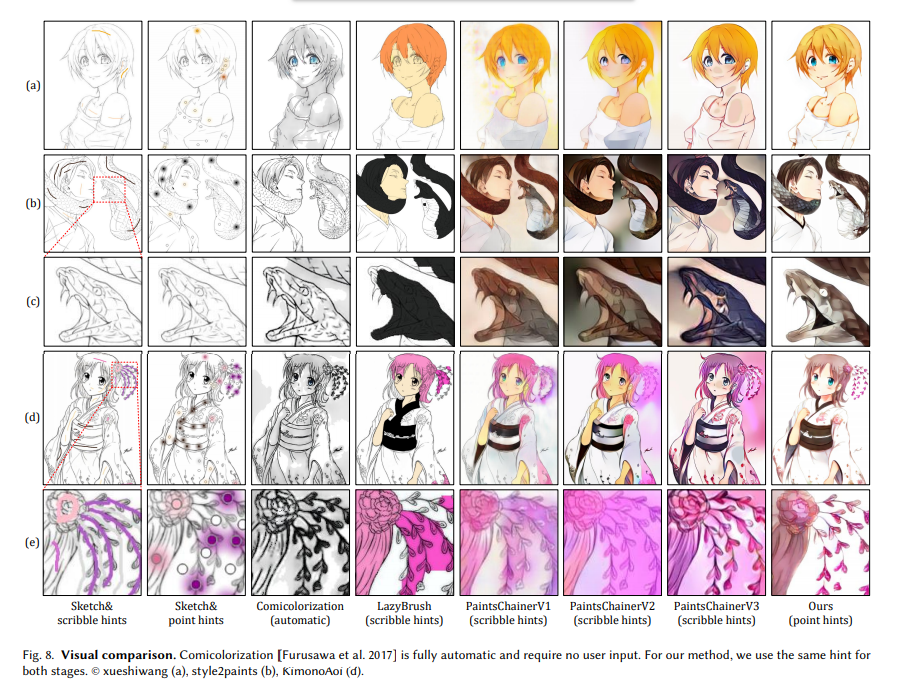 (a)
(b)
(c)
(d)
(e)
Sketch& scribble hints
Sketch& point hints
Comicolorization (automatic)
LazyBrush (scribble hints)
PaintsChainerV1 (scribble hints)
PaintsChainerV2 (scribble hints)
PaintsChainerV3 (scribble hints)
Ours (point hints)
Fig. 8. Visual comparison. Comicolorization [Furusawa et al. 2017] is fully automatic and require no user input. For our method, we use the same hint for
both stages. © xueshiwang (a), style2paints (b), KimonoAoi (d).